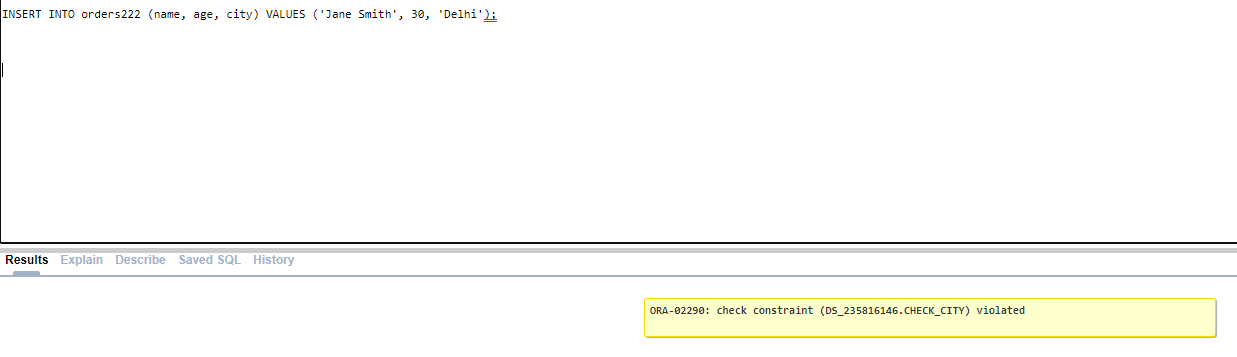 INSERT INTO orders222 (name, age, city) VALUES ('Jane Smith', 30, 'Delhi');
Results Explain Describe Saved SQL History
ORA-02290: check constraint (DS_235816146.CHECK_CITY) violated